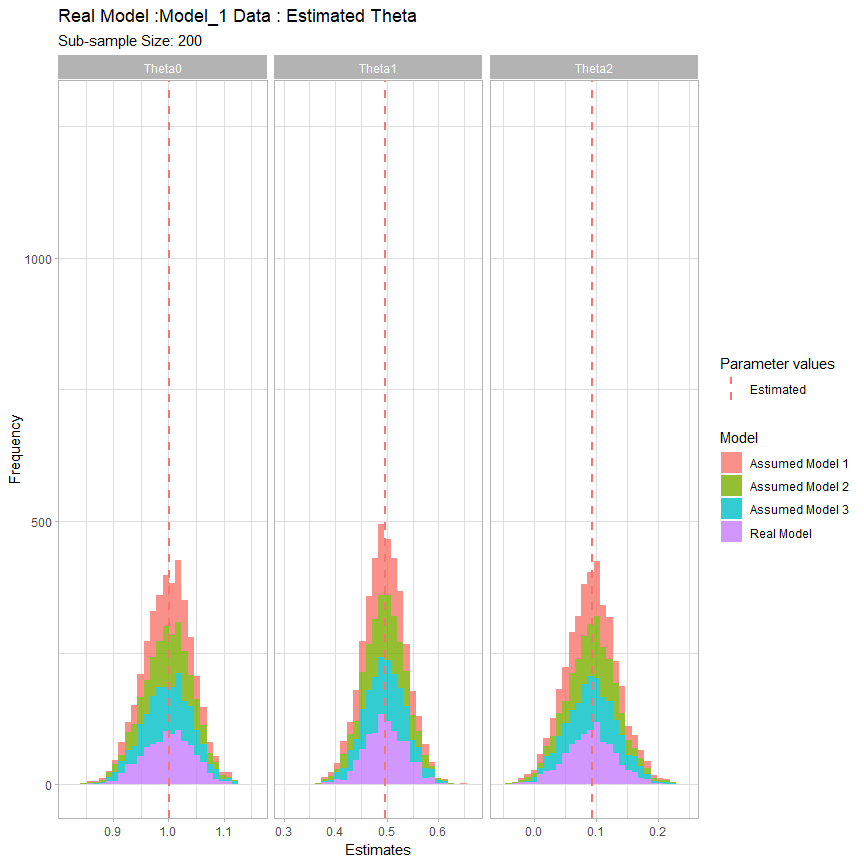 Real Model :Model_1 Data : Estimated Theta
Sub-sample Size: 200
Theta0 Theta1 Theta2
1000
500
0
Frequency
0.9 1.0 1.1 0.3 0.4 0.5 0.6 0.0 0.1 0.2
Estimates
Parameter values
Estimated
Model
Assumed Model 1
Assumed Model 2
Assumed Model 3
Real Model